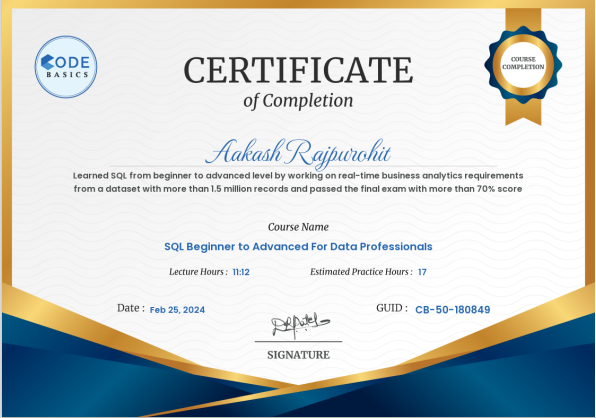 CODE
BASICS
CERTIFICATE
of Completion
COURSE
COMPLETION
Aakash Rajpurohit
Learned SQL from beginner to advanced level by working on real-time business analytics requirements
from a dataset with more than 1.5 million records and passed the final exam with more than 70% score
Course Name
SQL Beginner to Advanced For Data Professionals
Lecture Hours : 11:12 Estimated Practice Hours : 17
Date : Feb 25, 2024 GUID : CB-50-180849
SIGNATURE